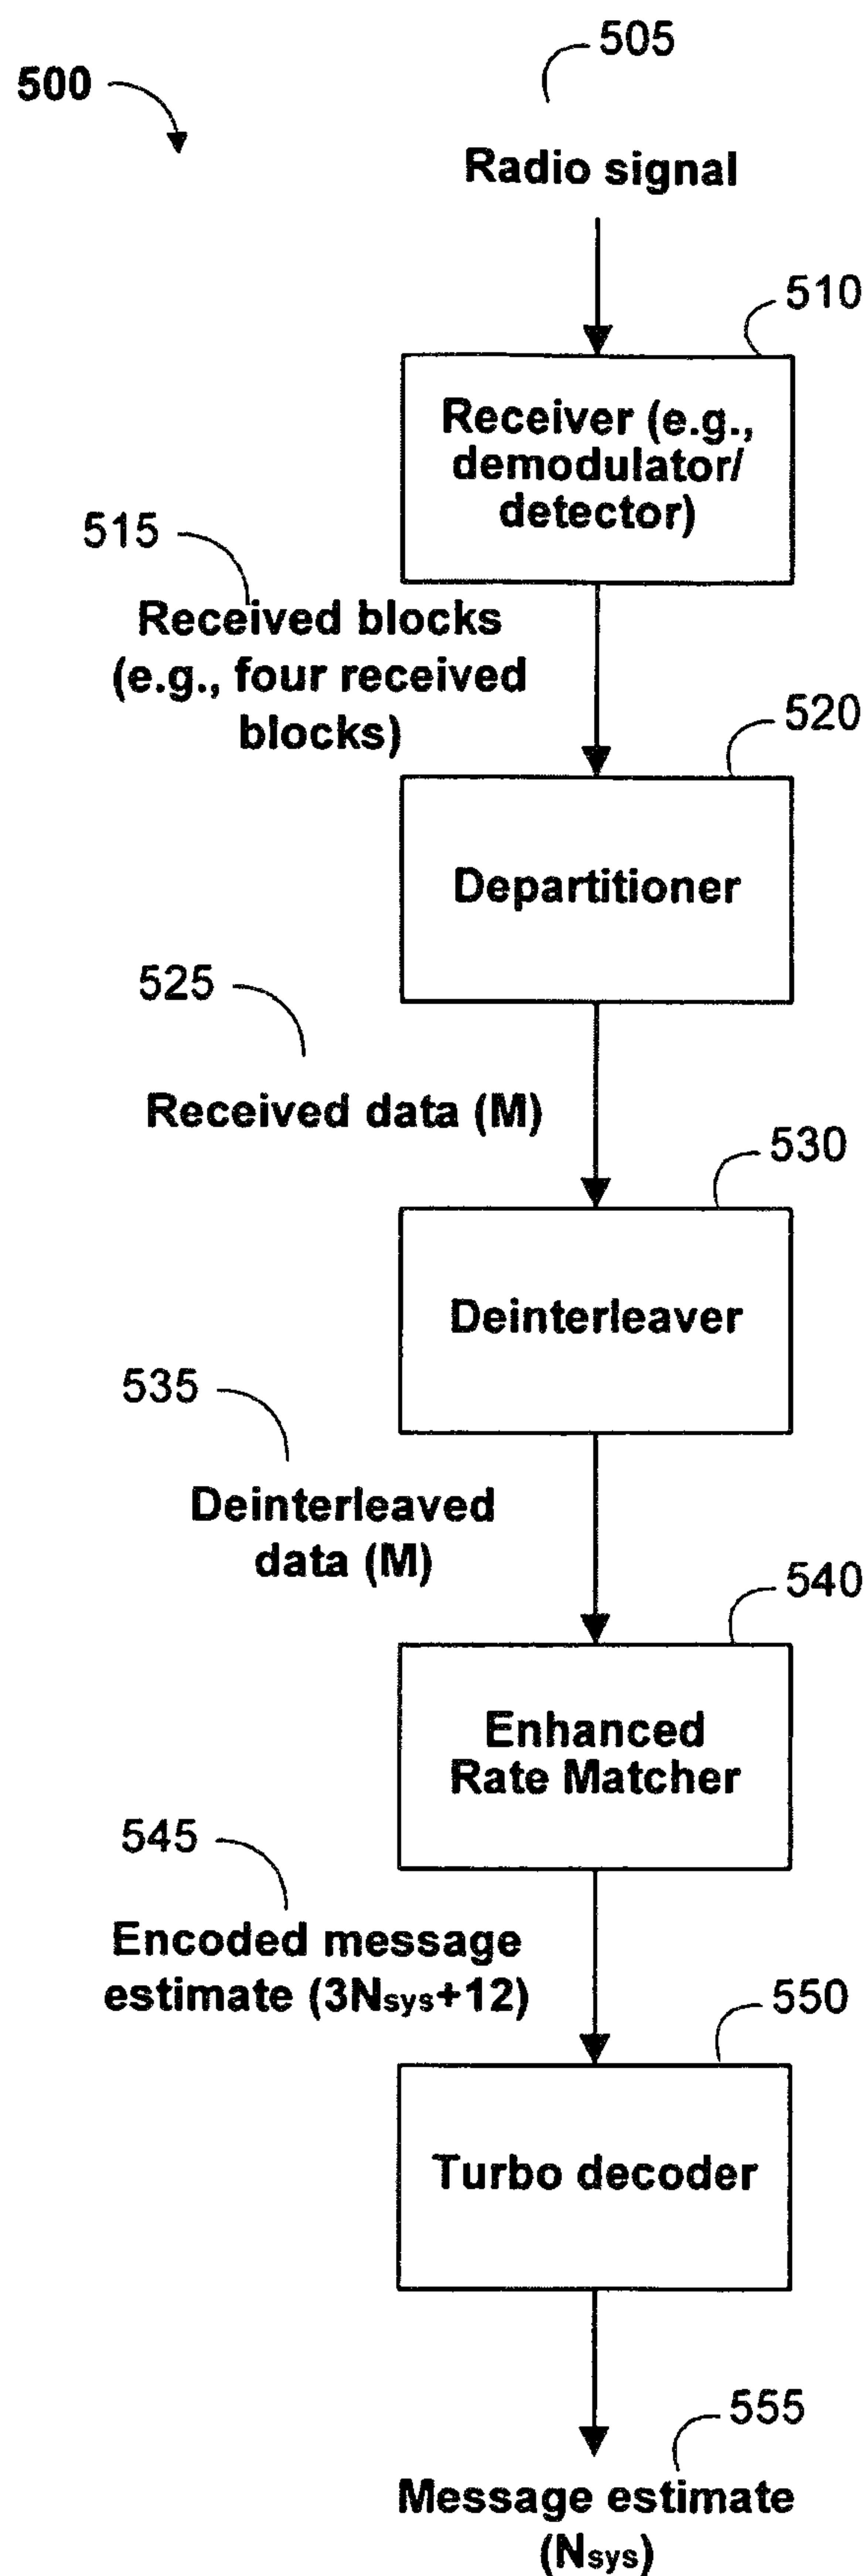 505
500
Radio signal
510
Receiver (e.g.,
demodulator/
detector)
515
Received blocks
(e.g., four received
blocks)
520
Departitioner
525
Received data (M)
530
Deinterleaver
535
Deinterleaved
data (M)
540
Enhanced
Rate Matcher
545
Encoded message
estimate (3Nsys+12)
550
Turbo decoder
555
Message estimate
(Nsys)